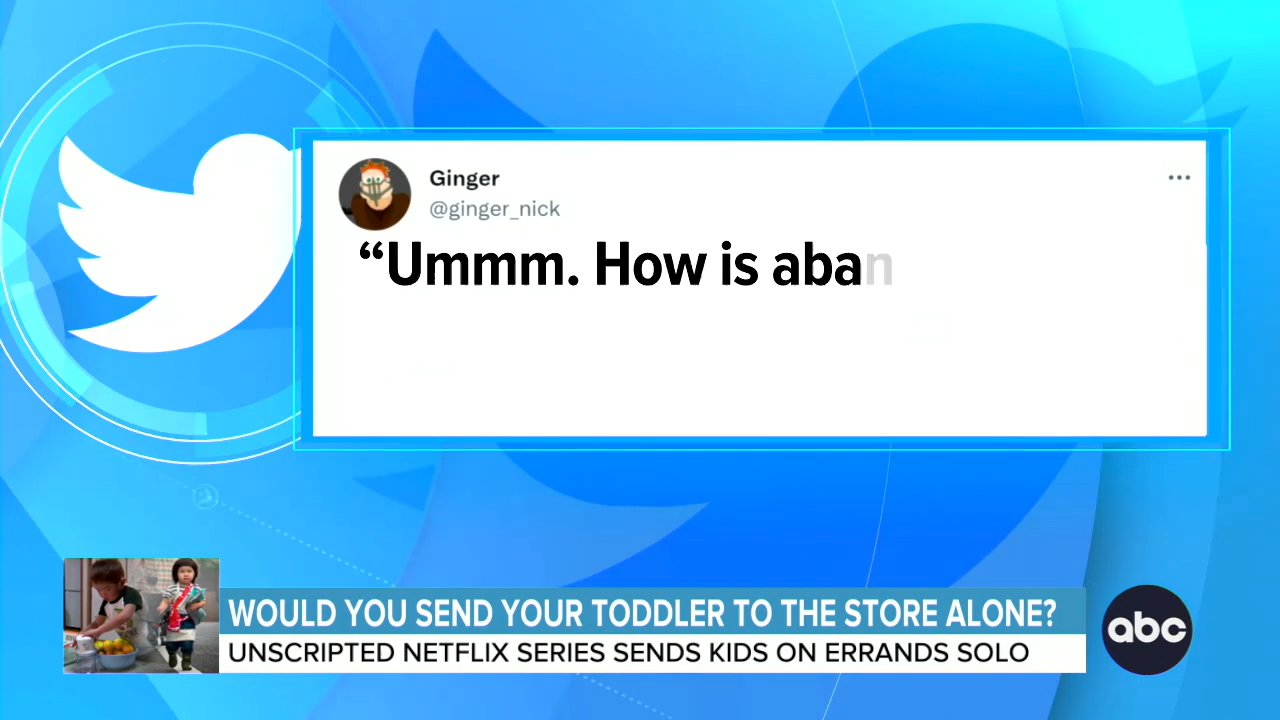 Ginger
@ginger_nick
“Ummm. How is aban
WOULD YOU SEND YOUR TODDLER TO THE STORE ALONE?
UNSCRIPTED NETFLIX SERIES SENDS KIDS ON ERRANDS SOLO
abc